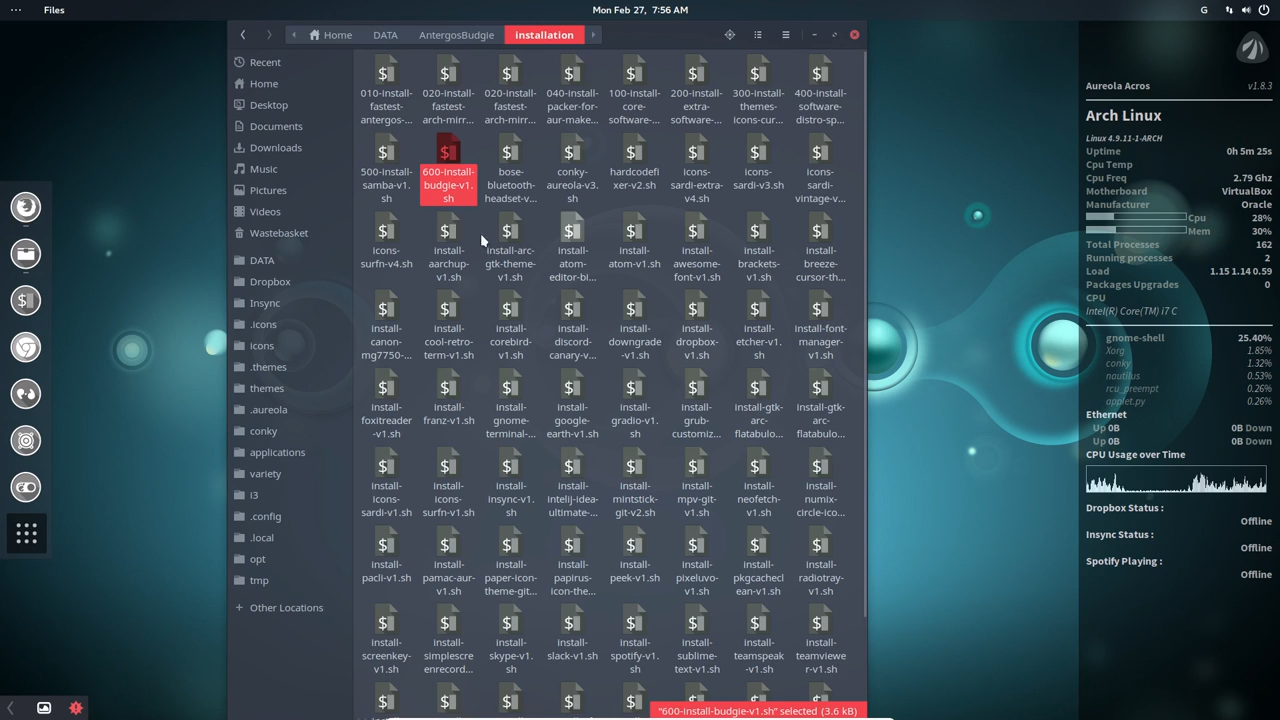 Files
Mon Feb 27, 7:56 AM
G
Home
DATA
AntergosBudgie
Installation
Recent
Home
Desktop
Documents
Downloads
Music
Pictures
Videos
Wastebasket
DATA
Dropbox
Insync
.icons
icons
.themes
themes
.aureola
conky
applications
variety
i3
.config
.local
opt
tmp
Other Locations
010-install-
fastest-
antergos-...
020-install-
fastest-
arch-mirr...
020-install-
fastest-
arch-mirr...
040-install-
packer-for-
aur-make...
100-install-
core-
software-...
200-install-
extra-
software-...
300-install-
themes-
icons-cur...
400-install-
software-
distro-sp...
500-install-
samba-v1.
sh
600-install-
budgie-v1.
sh
bose-
bluetooth-
headset-v...
conky-
aureola-v3.
sh
hardcodefi
xer-v2.sh
icons-
sardi-extra-
v4.sh
icons-
sardi-v3.sh
icons-
sardi-
vintage-v...
icons-
surfn-v4.sh
install-
aarchup-
v1.sh
install-arc-
gtk-theme-
v1.sh
install-
atom-
editor-bi...
install-
atom-v1.sh
install-
awesome-
font-v1.sh
install-
brackets-
v1.sh
install-
breeze-
cursor-th...
install-
canon-
mg7750-...
install-
cool-retro-
term-v1.sh
install-
corebird-
v1.sh
install-
discord-
canary-v...
install-
downgrade
-v1.sh
install-
dropbox-
v1.sh
install-
etcher-v1.
sh
install-font-
manager-
v1.sh
install-
foxitreader
-v1.sh
install-
franz-v1.sh
install-
gnome-
terminal-...
install-
google-
earth-v1.sh
install-
gradio-v1.sh
install-
grub-
customiz...
install-gtk-
arc-
flatabulo...
install-gtk-
arc-
flatabulo...
install-
icons-
sardi-v1.sh
install-
icons-
surfn-v1.sh
install-
insync-v1.
sh
install-
intelij-idea-
ultimate-...
install-
mintstick-
git-v2.sh
install-
mpv-git-
v1.sh
install-
neofetch-
v1.sh
install-
numix-
circle-ico...
install-
pacli-v1.sh
install-
pamac-aur-
v1.sh
install-
paper-icon-
theme-git...
install-
papirus-
icon-the...
install-
peek-v1.sh
install-
pixeluvo-
v1.sh
install-
pkgcachecl
ean-v1.sh
install-
radiotray-
v1.sh
install-
screenkey-
v1.sh
install-
simplescre
enrecord...
install-
skype-v1.
sh
install-
slack-v1.sh
install-
spotify-v1.
sh
install-
sublime-
text-v1.sh
install-
teamspeak
-v1.sh
install-
teamviewe
r-v1.sh
"600-install-budgie-v1.sh" selected (3.6 kB)
Aureola Acros v1.8.3
Arch Linux
Linux 4.9.11-1-ARCH
Uptime 0h 5m 25s
Cpu Temp
Cpu Freq 2.79 Ghz
Motherboard VirtualBox
Manufacturer Oracle
Cpu 28%
Mem 30%
Total Processes 162
Running processes 2
Load 1.15 1.14 0.59
Packages Upgrades 0
CPU
Intel(R) Core(TM) i7 C
gnome-shell 25.40%
Xorg 1.85%
conky 1.32%
nautilus 0.53%
rcu_preempt 0.26%
applet.py 0.26%
Ethernet
Up 0B 0B Down
Up 0B 0B Down
CPU Usage over Time
Dropbox Status :
Offline
Insync Status :
Offline
Spotify Playing :
Offline